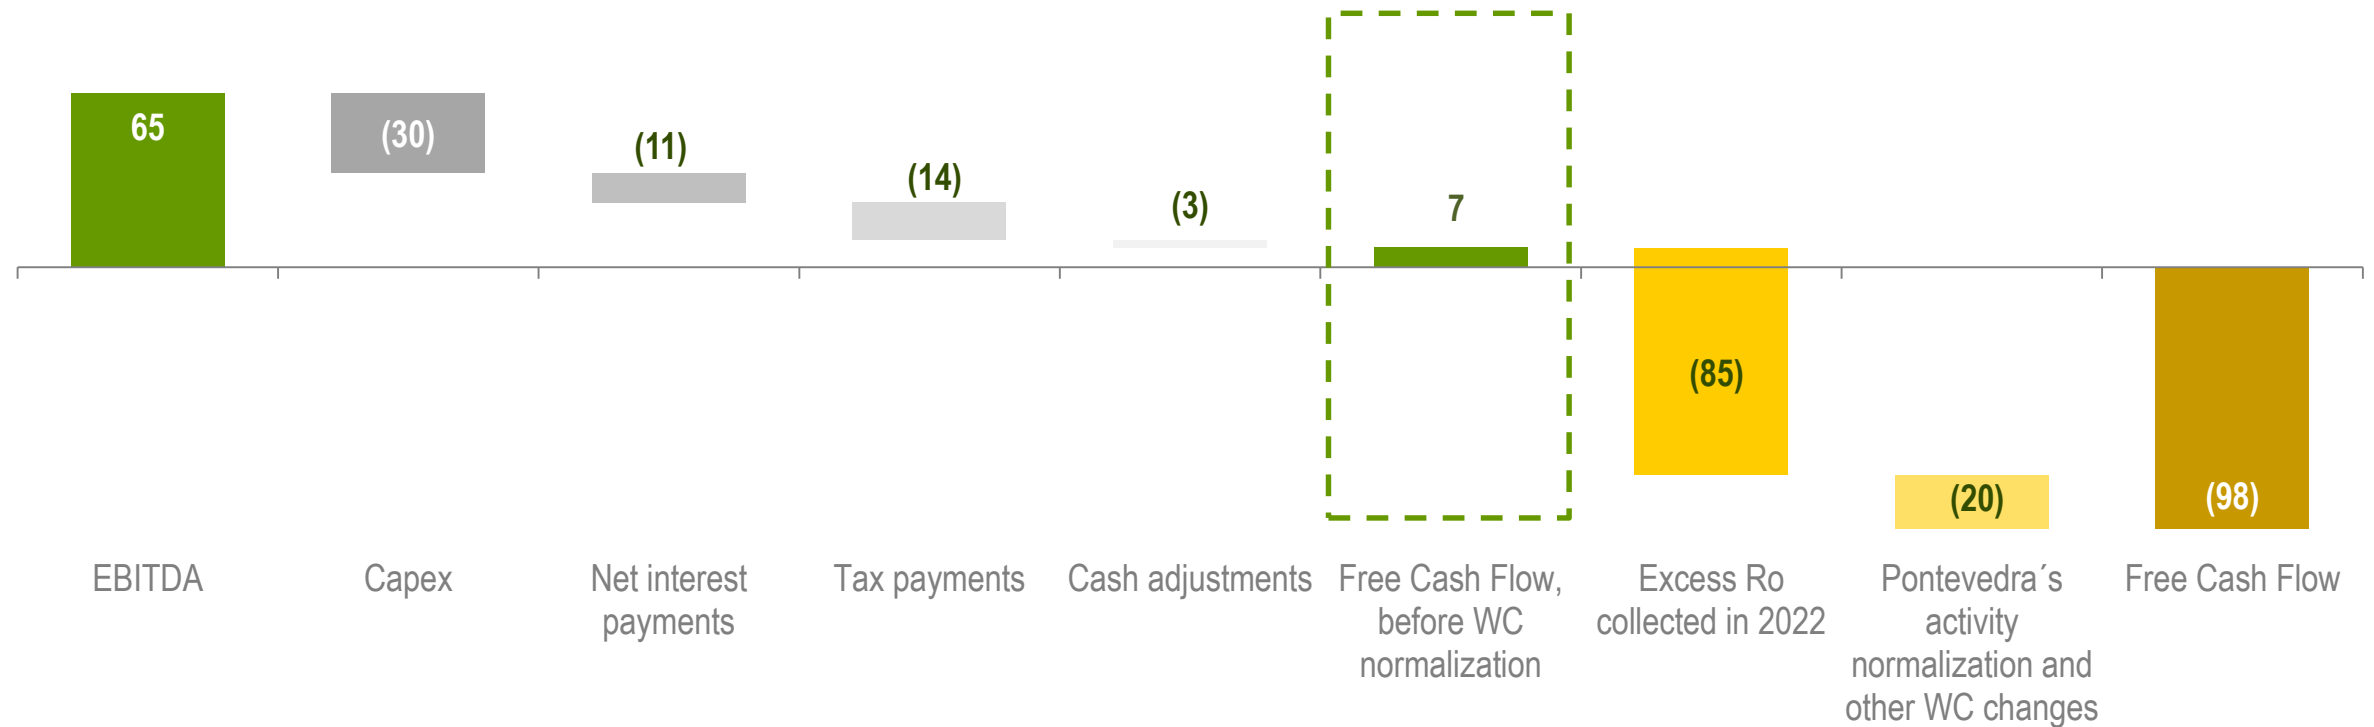 65
(30)
(11)
(14)
(3)
7
(85)
(20)
(98)
EBITDA
Capex
Net interest
payments
Tax payments
Cash adjustments
Free Cash Flow,
before WC
normalization
Excess Ro
collected in 2022
Pontevedra´s
activity
normalization and
other WC changes
Free Cash Flow